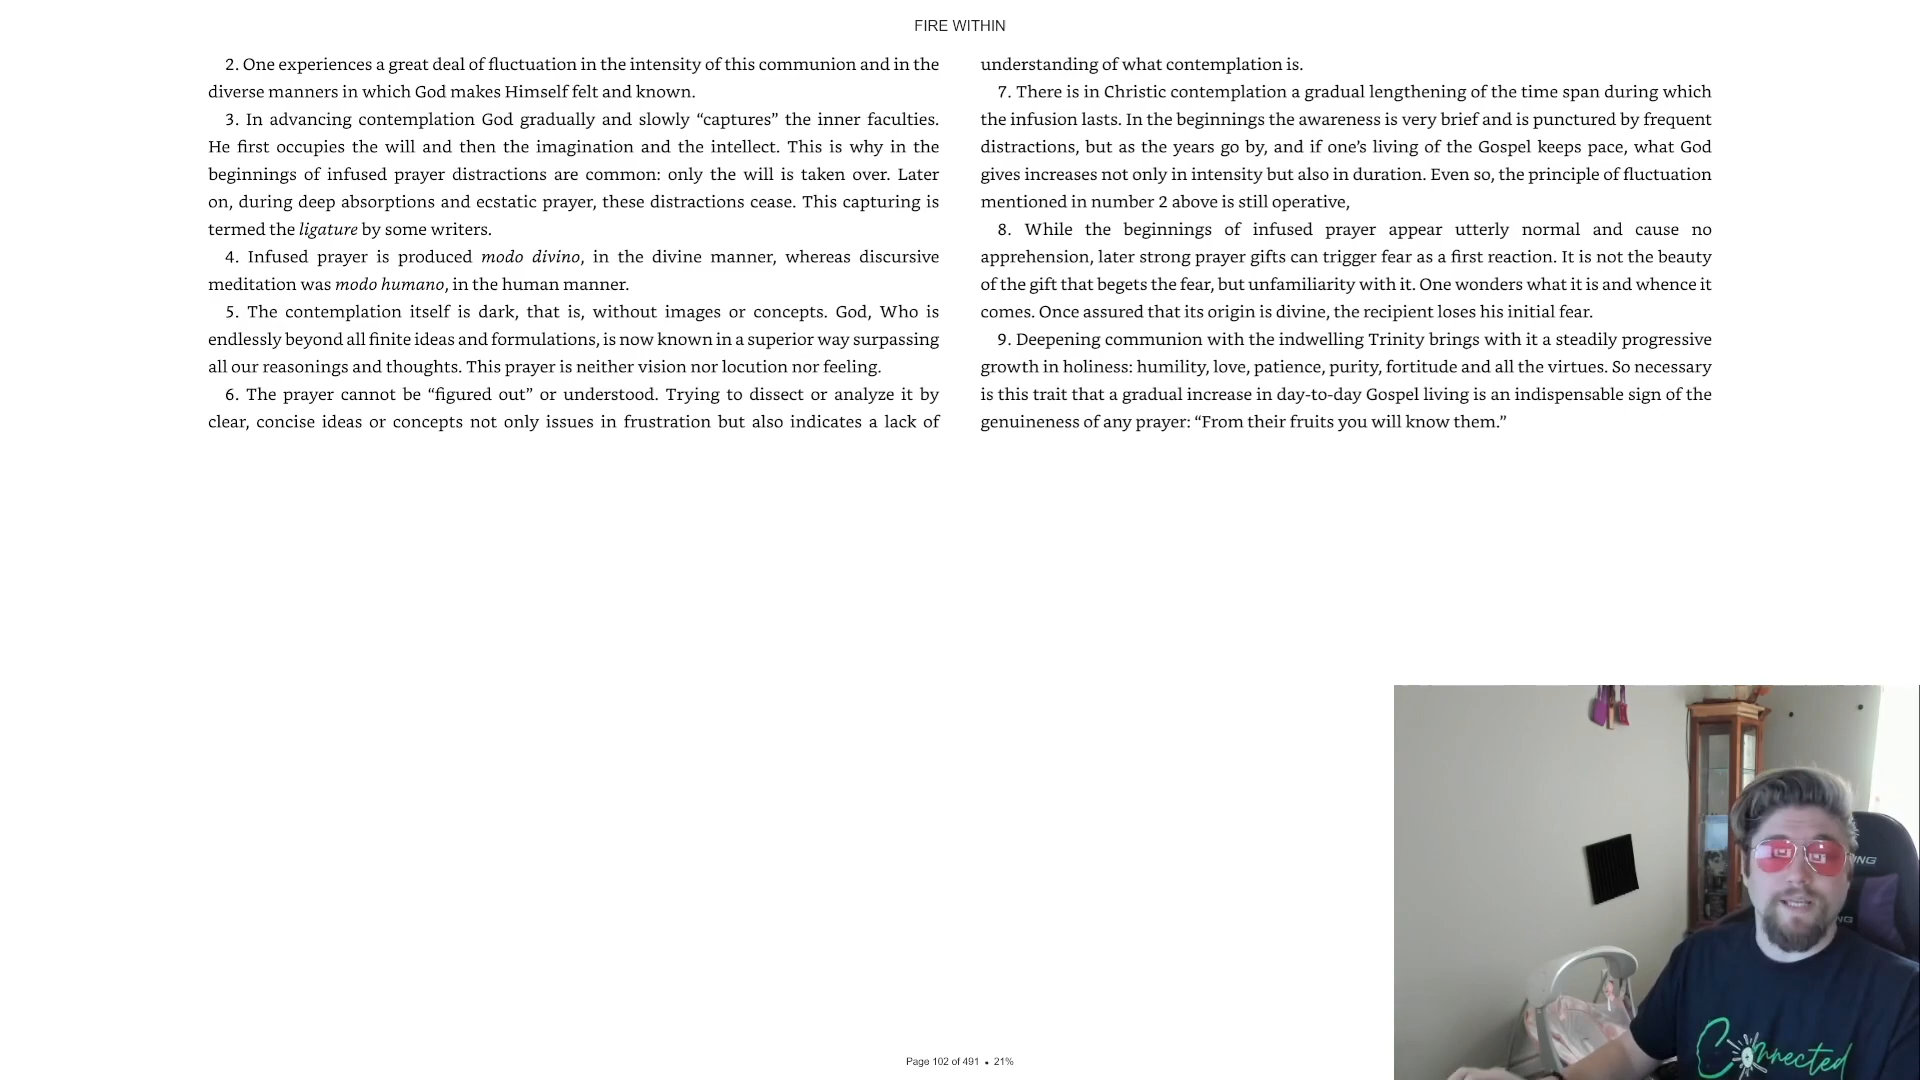 FIRE WITHIN
2. One experiences a great deal of fluctuation in the intensity of this communion and in the
diverse manners in which God makes Himself felt and known.
3. In advancing contemplation God gradually and slowly “captures” the inner faculties.
He first occupies the will and then the imagination and the intellect. This is why in the
beginnings of infused prayer distractions are common: only the will is taken over. Later
on, during deep absorptions and ecstatic prayer, these distractions cease. This capturing is
termed the ligature by some writers.
4. Infused prayer is produced modo divino, in the divine manner, whereas discursive
meditation was modo humano, in the human manner.
5. The contemplation itself is dark, that is, without images or concepts. God, Who is
endlessly beyond all finite ideas and formulations, is now known in a superior way surpassing
all our reasonings and thoughts. This prayer is neither vision nor locution nor feeling.
6. The prayer cannot be “figured out” or understood. Trying to dissect or analyze it by
clear, concise ideas or concepts not only issues in frustration but also indicates a lack of
understanding of what contemplation is.
7. There is in Christic contemplation a gradual lengthening of the time span during which
the infusion lasts. In the beginnings the awareness is very brief and is punctured by frequent
distractions, but as the years go by, and if one’s living of the Gospel keeps pace, what God
gives increases not only in intensity but also in duration. Even so, the principle of fluctuation
mentioned in number 2 above is still operative,
8. While the beginnings of infused prayer appear utterly normal and cause no
apprehension, later strong prayer gifts can trigger fear as a first reaction. It is not the beauty
of the gift that begets the fear, but unfamiliarity with it. One wonders what it is and whence it
comes. Once assured that its origin is divine, the recipient loses his initial fear.
9. Deepening communion with the indwelling Trinity brings with it a steadily progressive
growth in holiness: humility, love, patience, purity, fortitude and all the virtues. So necessary
is this trait that a gradual increase in day-to-day Gospel living is an indispensable sign of the
genuineness of any prayer: “From their fruits you will know them.”
Page 102 of 491 • 21%
Connected